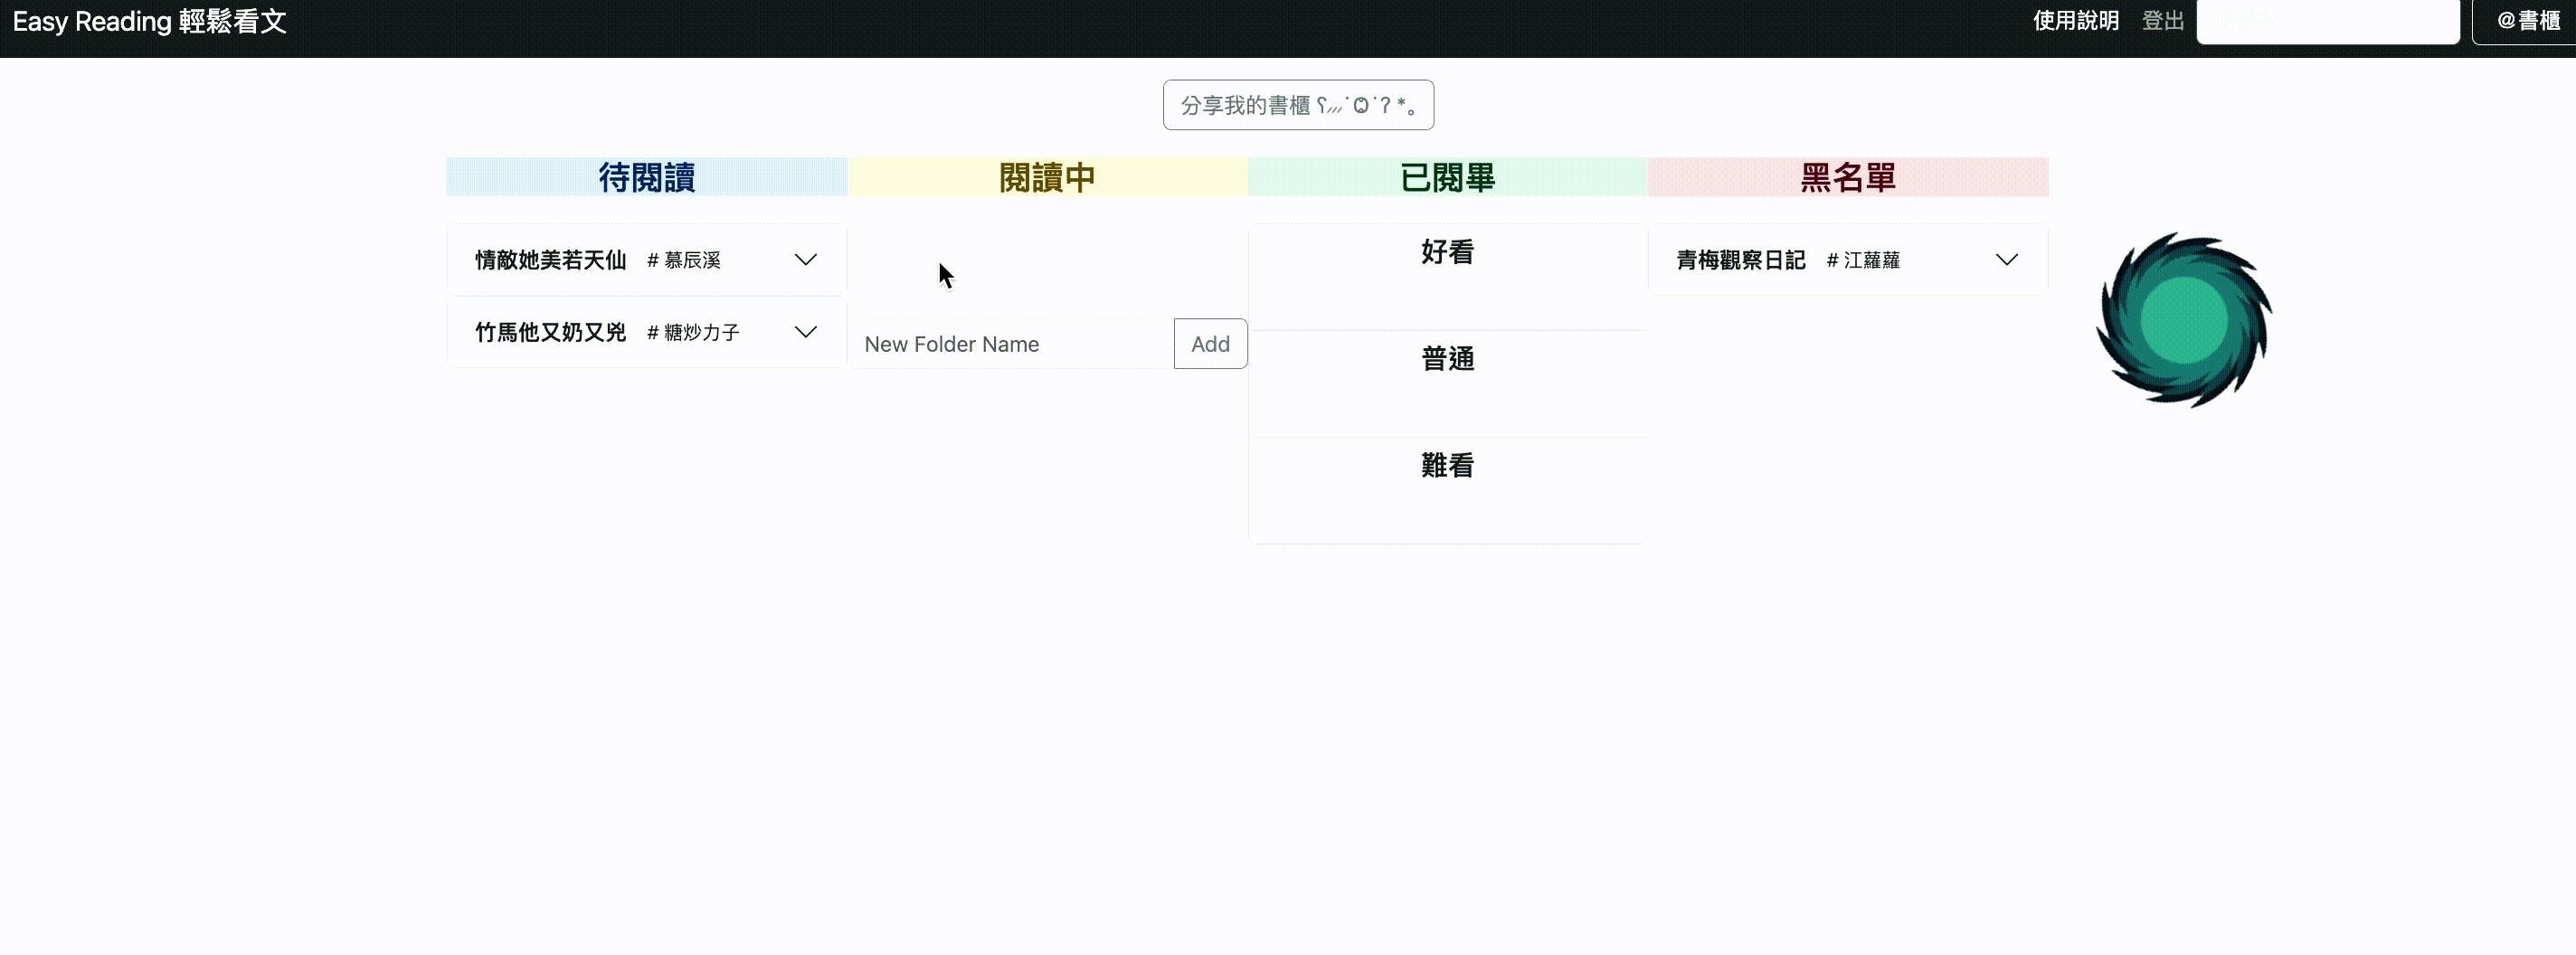 Easy Reading 輕鬆看文
使用說明 登出 @書櫃
分享我的書櫃 ʕ⸝⸝⸝˙Ⱉ˙ʔ *。
待閱讀 閱讀中 已閱畢 黑名單
情敵她美若天仙 # 慕辰溪
竹馬他又奶又兇 # 糖炒力子
New Folder Name Add
好看
普通
難看
青梅觀察日記 # 江蘿蘿